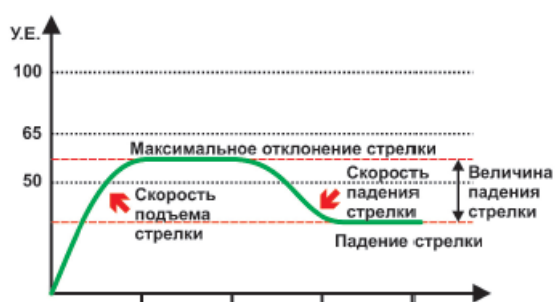 У.Е.
100
65
Максимальное отклонение стрелки
50
Скорость
подъема
стрелки
Скорость
падения
стрелки
Величина
падения
стрелки
Падение стрелки